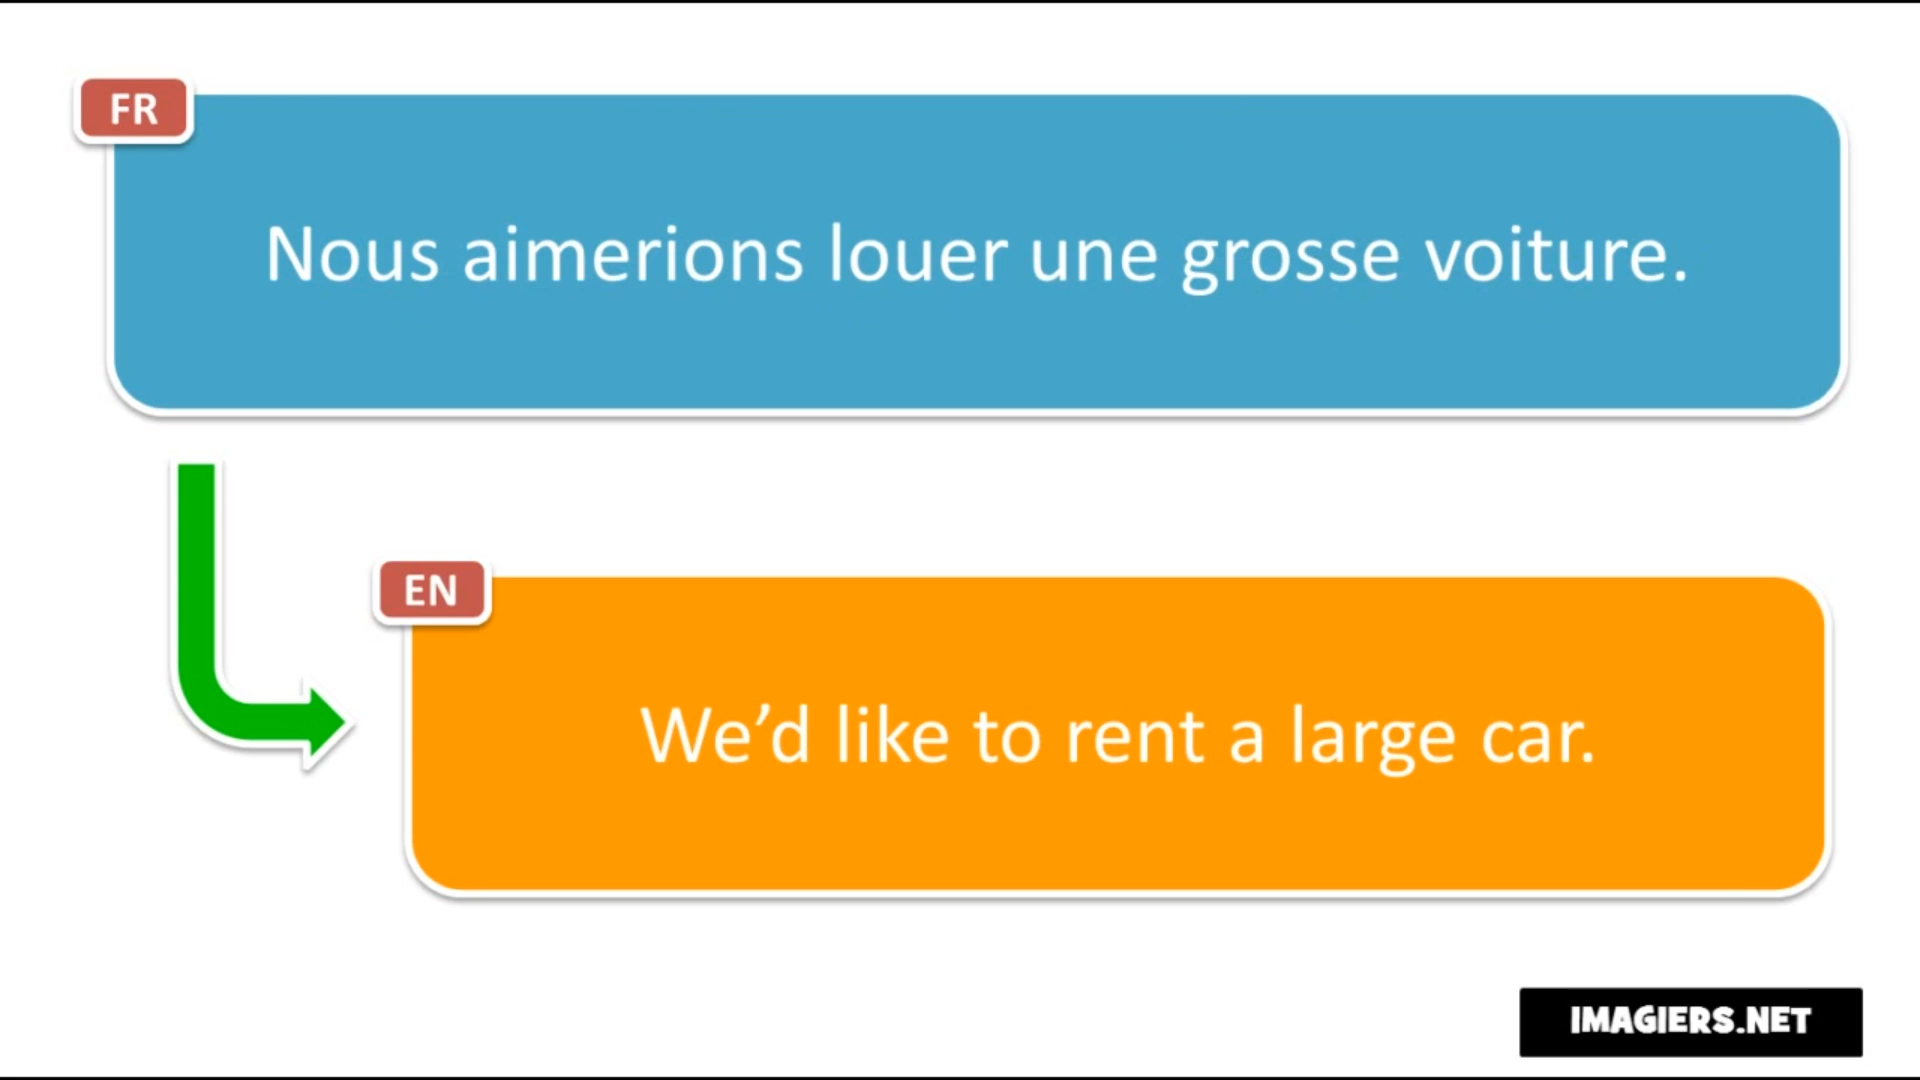 FR
Nous aimerions louer une grosse voiture.
EN
We’d like to rent a large car.
IMAGIERS.NET